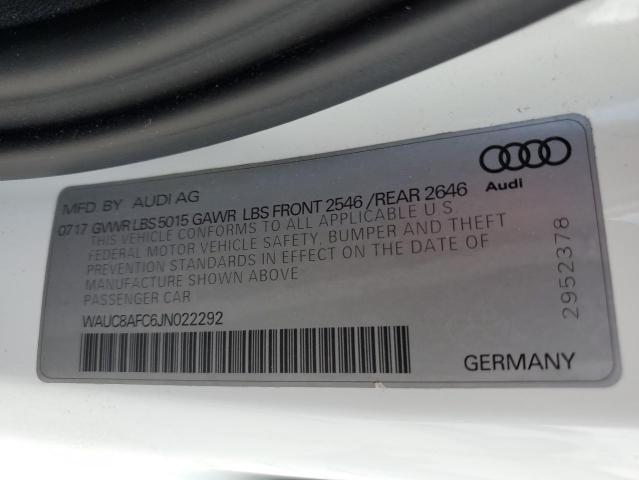 MFD. BY AUDI AG
0717 GVWR LBS 5015 GAWR LBS FRONT 2546 /REAR 2646
THIS VEHICLE CONFORMS TO ALL APPLICABLE U S
FEDERAL MOTOR VEHICLE SAFETY, BUMPER AND THEFT
PREVENTION STANDARDS IN EFFECT ON THE DATE OF
MANUFACTURE SHOWN ABOVE
PASSENGER CAR
WAUC8AFC6JN022292
Audi
2952378
GERMANY